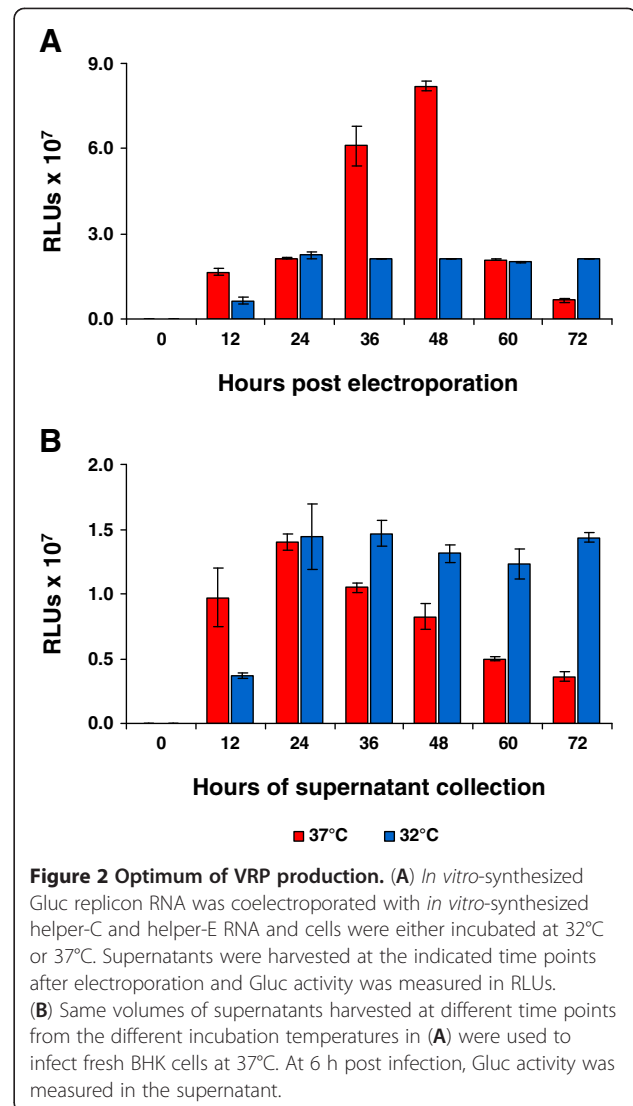 A
9.0
6.0
3.0
0.0
RLUs x 10⁷
0 12 24 36 48 60 72
Hours post electroporation
B
2.0
1.5
1.0
0.5
0.0
RLUs x 10⁷
0 12 24 36 48 60 72
Hours of supernatant collection
37°C 32°C
Figure 2 Optimum of VRP production. (A) In vitro-synthesized
Gluc replicon RNA was coelectroporated with in vitro-synthesized
helper-C and helper-E RNA and cells were either incubated at 32°C
or 37°C. Supernatants were harvested at the indicated time points
after electroporation and Gluc activity was measured in RLUs.
(B) Same volumes of supernatants harvested at different time points
from the different incubation temperatures in (A) were used to
infect fresh BHK cells at 37°C. At 6 h post infection, Gluc activity was
measured in the supernatant.